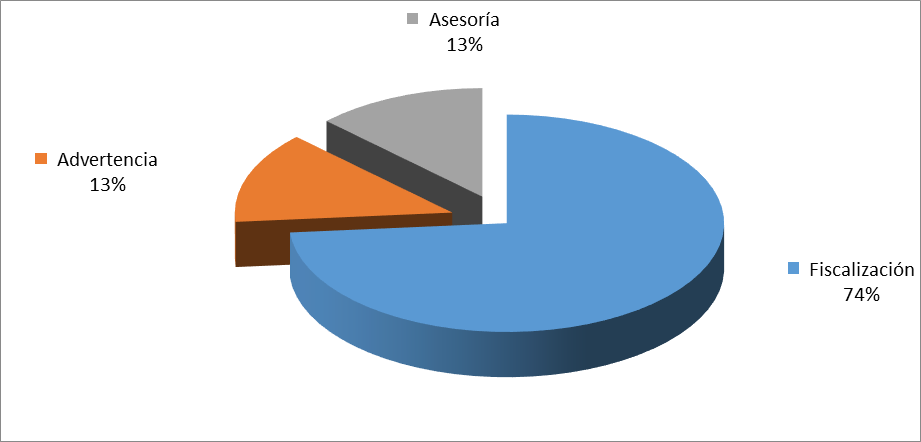 Asesoría
13%
Advertencia
13%
Fiscalización
74%